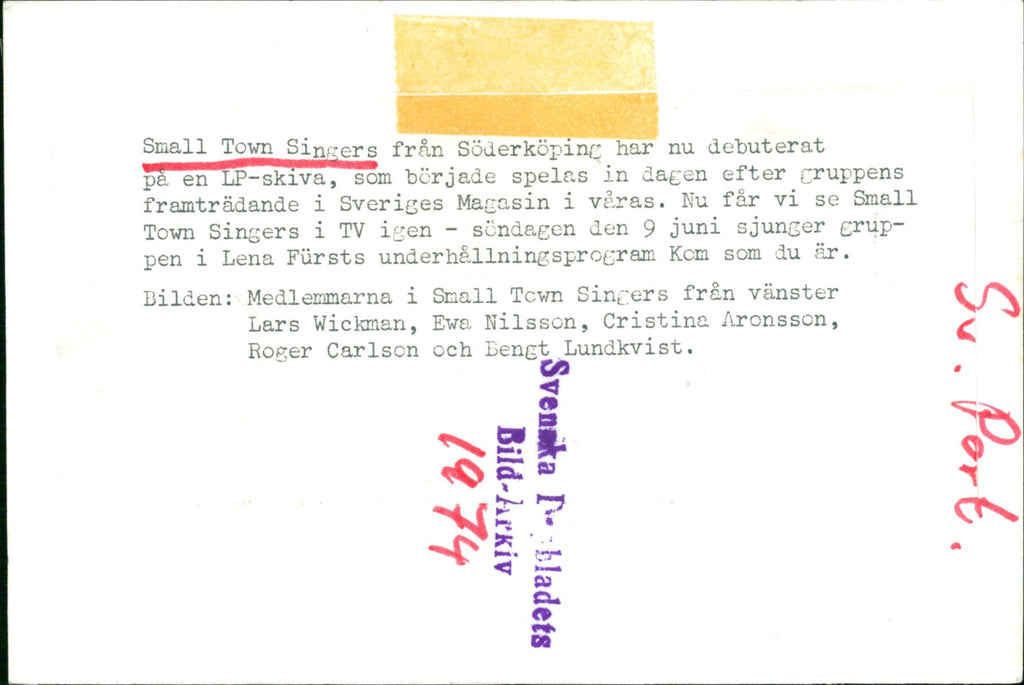 Small Town Singers från Söderköping har nu debuterat
på en LP-skiva, som började spelas in dagen efter gruppens
framträdande i Sveriges Magasin i våras. Nu får vi se Small
Town Singers i TV igen - söndagen den 9 juni sjunger grup-
pen i Lena Fürsts underhållningsprogram Kom som du är.
Bilden: Medlemmarna i Small Town Singers från vänster
Lars Wickman, Ewa Nilsson, Cristina Aronsson,
Roger Carlson och Bengt Lundkvist.
Svenska Dagbladets
Bild-Arkiv
1974
Sv. Port.